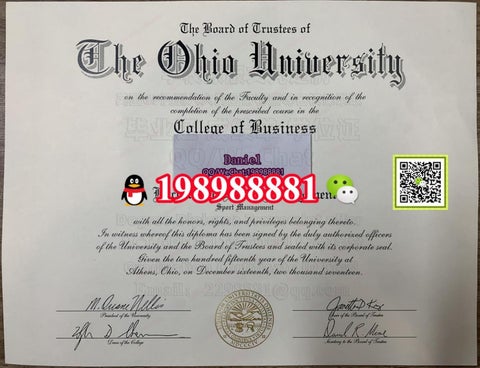 The Board of Trustees of
The Ohio University
on the recommendation of the Faculty and in recognition of the
completion of the prescribed course in the
College of Business
Daniel
QQ/WeChat:198988881
198988881
Sport Management
with all the honors, rights, and privileges belonging thereto.
In witness whereof this diploma has been signed by the duly authorized officers
of the University and the Board of Trustees and sealed with its corporate seal.
Given the two hundred fifteenth year of the University at
Athens, Ohio, on December sixteenth, two thousand seventeen.
President of the University
Chair of the Board of Trustees
Dean of the College
Secretary to the Board of Trustees